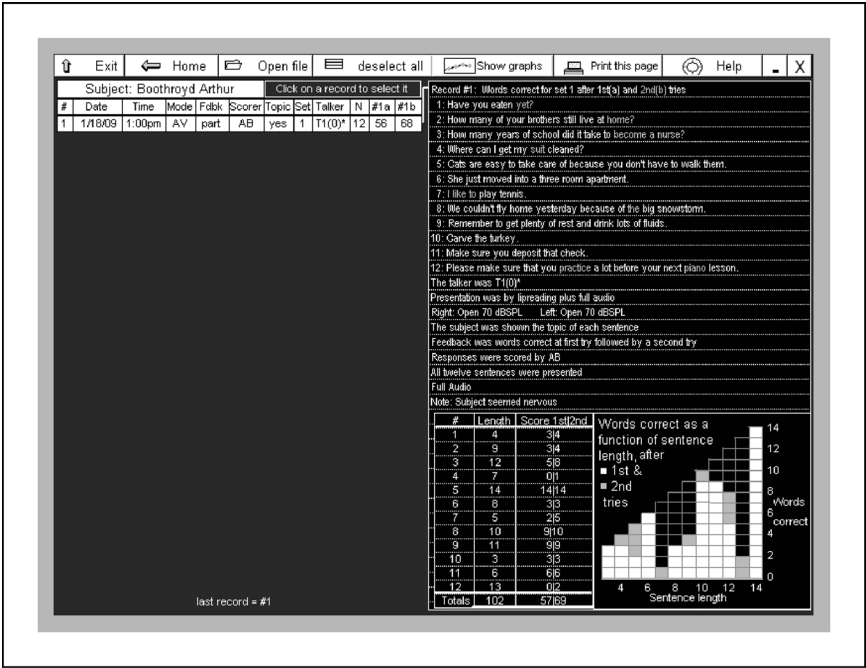 Exit Home Open file deselect all Show graphs Print this page Help - X
Subject: Boothroyd Arthur Click on a record to select it
# Date Time Mode Fdbk Scorer Topic Set Talker N #1a #1b
1 1/18/09 1:00pm AV part AB yes 1 T1(0)* 12 56 68
last record = #1
Record #1: Words correct for set 1 after 1st(a) and 2nd(b) tries
1: Have you eaten yet?
2: How many of your brothers still live at home?
3: How many years of school did it take to become a nurse?
4: Where can I get my suit cleaned?
5: Cats are easy to take care of because you don't have to walk them.
6: She just moved into a three room apartment.
7: I like to play tennis.
8: We couldn't fly home yesterday because of the big snowstorm.
9: Remember to get plenty of rest and drink lots of fluids.
10: Carve the turkey.
11: Make sure you deposit that check.
12: Please make sure that you practice a lot before your next piano lesson.
The talker was T1(0)*
Presentation was by lipreading plus full audio
Right: Open 70 dBSPL Left: Open 70 dBSPL
The subject was shown the topic of each sentence
Feedback was words correct at first try followed by a second try
Responses were scored by AB
All twelve sentences were presented
Full Audio
Note: Subject seemed nervous
# Length Score 1st|2nd
1 4 3|4
2 9 3|4
3 12 5|8
4 7 0|1
5 14 14|14
6 8 3|3
7 5 2|5
8 10 9|10
9 11 9|9
10 3 3|3
11 6 6|6
12 13 0|2
Totals 102 57|69
Words correct as a
function of sentence
length, after
1st &
2nd
tries
14
12
10
8
6
4
2
0
Words
correct
4 6 8 10 12 14
Sentence length